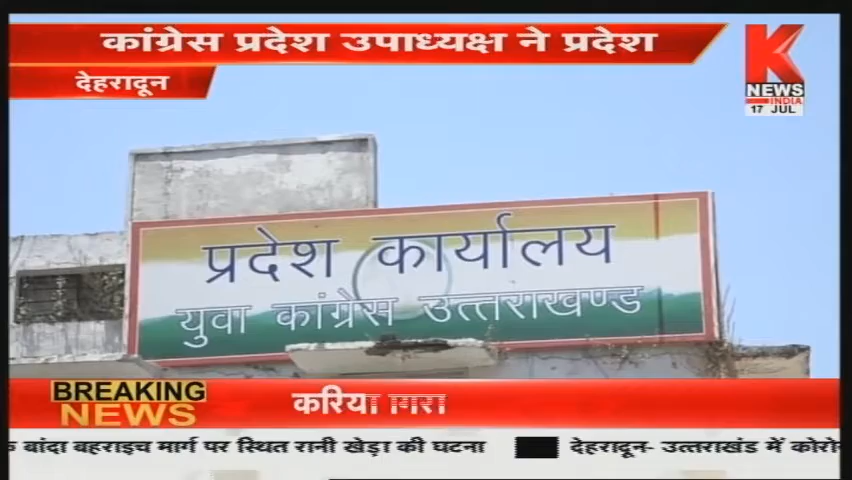 कांग्रेस प्रदेश उपाध्यक्ष ने प्रदेश
देहरादून
K
NEWS
INDIA
17 JUL
प्रदेश कार्यालय
युवा कांग्रेस उत्तराखण्ड
BREAKING
NEWS
करिया
बांदा बहराइच मार्ग पर स्थित रानी खेड़ा की घटना
देहरादून- उत्तराखंड में